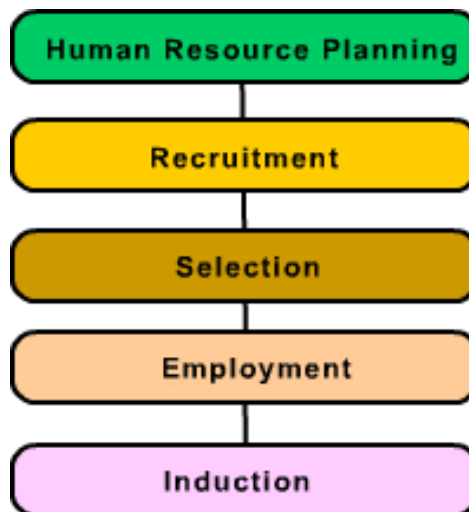 Human Resource Planning
Recruitment
Selection
Employment
Induction